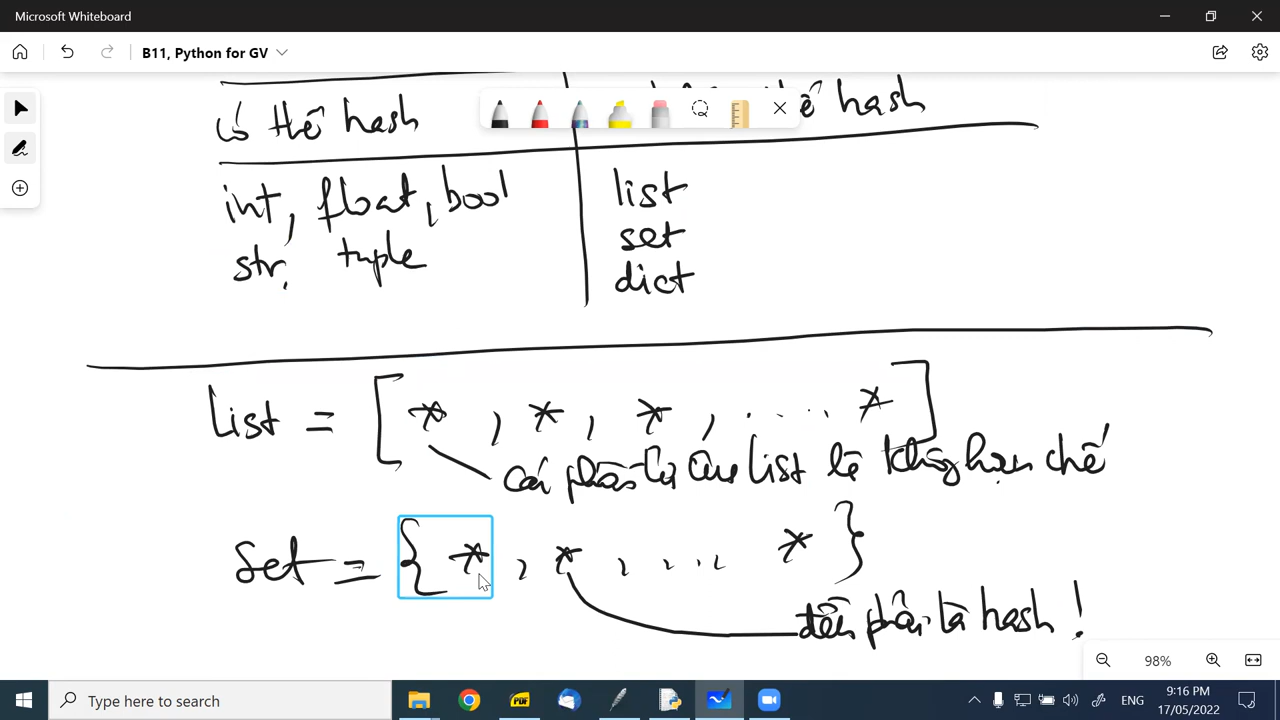 Microsoft Whiteboard
B11, Python for GV
có thể hash
thể hash
int, float, bool
str, tuple
list
set
dict
List = [ * , * , * , ..... * ]
các phần tử của list là không hạn chế
Set = { * , * , .... * }
đều phải là hash !
98%
Type here to search
PDF
ENG
9:16 PM
17/05/2022